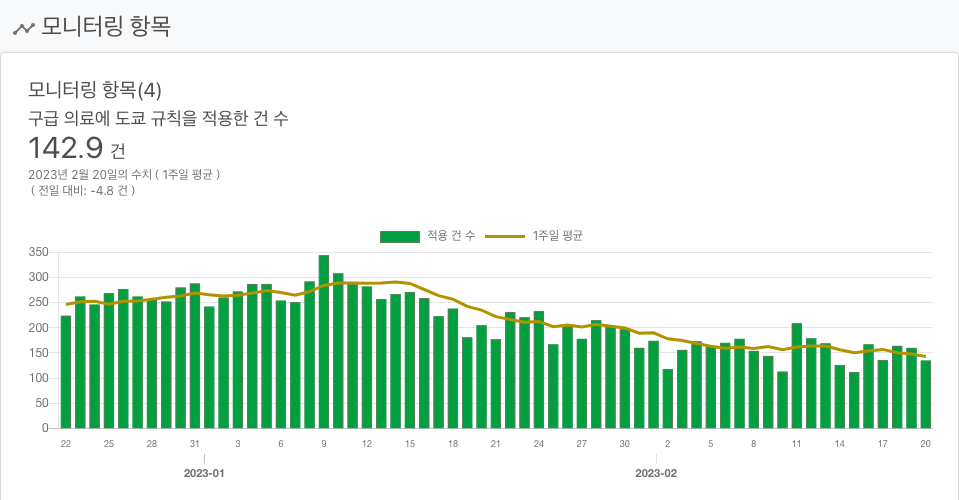 모니터링 항목
모니터링 항목(4)
구급 의료에 도쿄 규칙을 적용한 건 수
142.9 건
2023년 2월 20일의 수치 ( 1주일 평균 )
( 전일 대비: -4.8 건 )
적용 건 수 1주일 평균
350
300
250
200
150
100
50
0
22 25 28 31 3 6 9 12 15 18 21 24 27 30 2 5 8 11 14 17 20
2023-01 2023-02